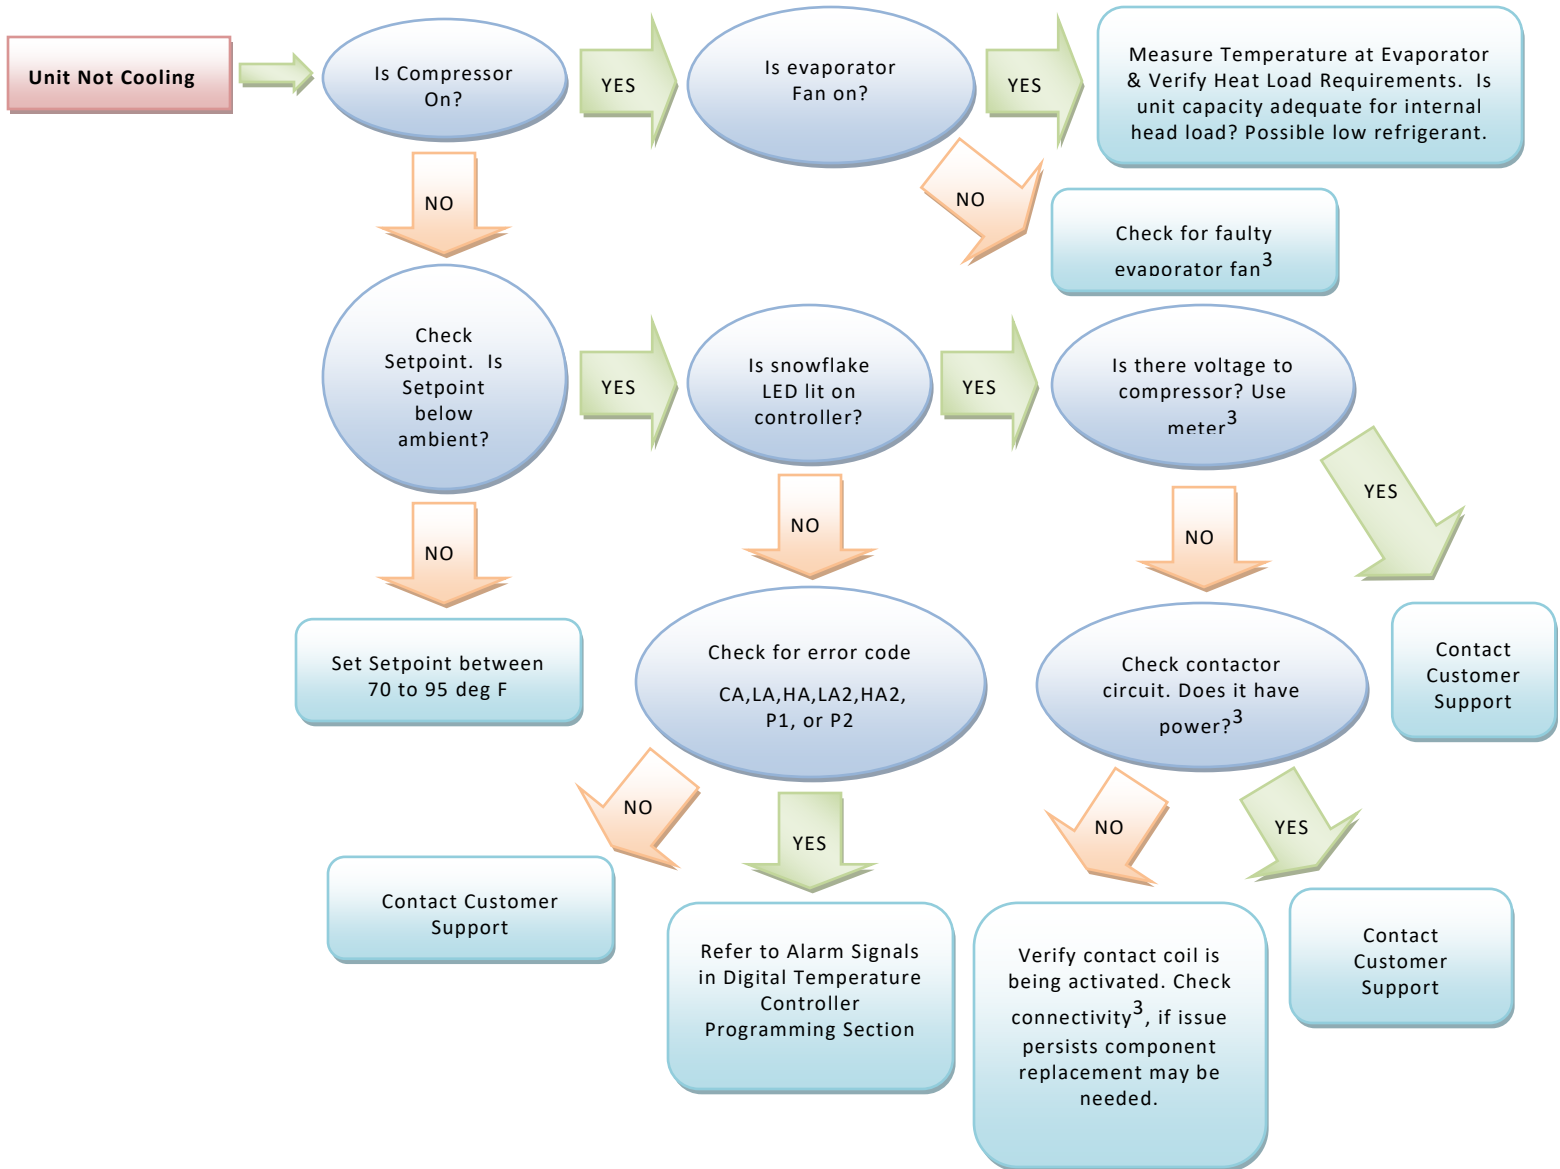 Unit Not Cooling
Is Compressor
On?
YES
Is evaporator
Fan on?
YES
Measure Temperature at Evaporator
& Verify Heat Load Requirements.  Is
unit capacity adequate for internal
head load? Possible low refrigerant.
NO
NO
Check for faulty
evaporator fan3
Check
Setpoint.  Is
Setpoint
below
ambient?
YES
Is snowflake
LED lit on
controller?
YES
Is there voltage to
compressor? Use
meter3
YES
NO
NO
NO
Set Setpoint between
70 to 95 deg F
Check for error code
CA,LA,HA,LA2,HA2,
P1, or P2
Check contactor
circuit. Does it have
power?3
Contact
Customer
Support
NO
YES
NO
YES
Contact Customer
Support
Refer to Alarm Signals
in Digital Temperature
Controller
Programming Section
Verify contact coil is
being activated. Check
connectivity3, if issue
persists component
replacement may be
needed.
Contact
Customer
Support